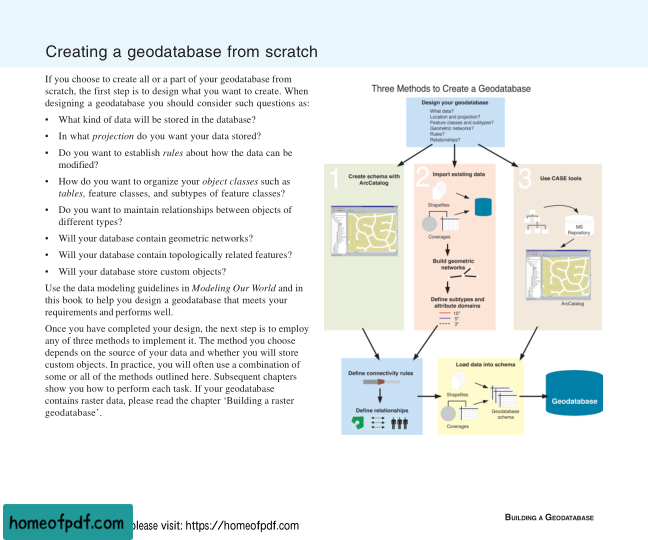 Creating a geodatabase from scratch
If you choose to create all or a part of your geodatabase from
scratch, the first step is to design what you want to create. When
designing a geodatabase you should consider such questions as:
• What kind of data will be stored in the database?
• In what projection do you want your data stored?
• Do you want to establish rules about how the data can be
modified?
• How do you want to organize your object classes such as
tables, feature classes, and subtypes of feature classes?
• Do you want to maintain relationships between objects of
different types?
• Will your database contain geometric networks?
• Will your database contain topologically related features?
• Will your database store custom objects?
Use the data modeling guidelines in Modeling Our World and in
this book to help you design a geodatabase that meets your
requirements and performs well.
Once you have completed your design, the next step is to employ
any of three methods to implement it. The method you choose
depends on the source of your data and whether you will store
custom objects. In practice, you will often use a combination of
some or all of the methods outlined here. Subsequent chapters
show you how to perform each task. If your geodatabase
contains raster data, please read the chapter ‘Building a raster
geodatabase’.
Three Methods to Create a Geodatabase
Design your geodatabase
What data?
Location and projection?
Feature classes and subtypes?
Geometric networks?
Rules?
Relationships?
1
Create schema with
ArcCatalog
2
Import existing data
Shapefiles
Coverages
Build geometric
networks
Define subtypes and
attribute domains
10"
5"
3"
3
Use CASE tools
MS
Repository
ArcCatalog
Define connectivity rules
Define relationships
Load data into schema
Shapefiles
Coverages
Geodatabase
schema
Geodatabase
homeofpdf.com
please visit: https://homeofpdf.com
BUILDING A GEODATABASE